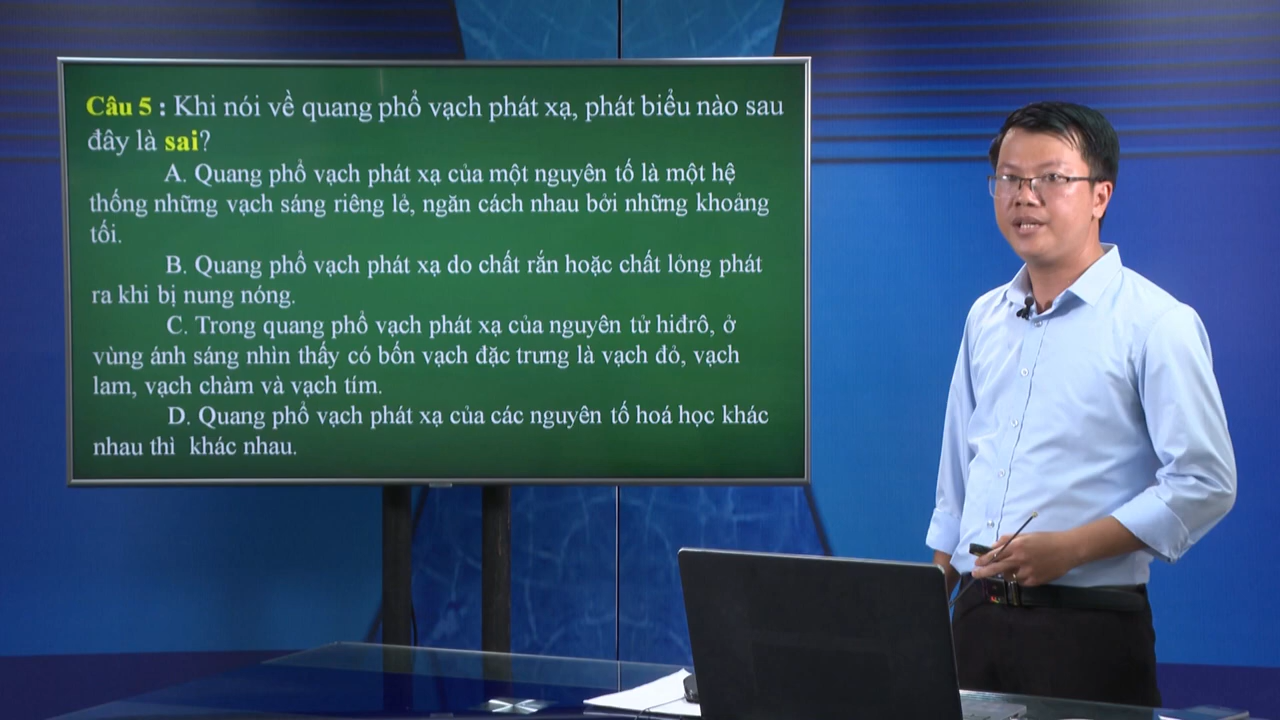 Câu 5 : Khi nói về quang phổ vạch phát xạ, phát biểu nào sau
đây là sai?
A. Quang phổ vạch phát xạ của một nguyên tố là một hệ
thống những vạch sáng riêng lẻ, ngăn cách nhau bởi những khoảng
tối.
B. Quang phổ vạch phát xạ do chất rắn hoặc chất lỏng phát
ra khi bị nung nóng.
C. Trong quang phổ vạch phát xạ của nguyên tử hiđrô, ở
vùng ánh sáng nhìn thấy có bốn vạch đặc trưng là vạch đỏ, vạch
lam, vạch chàm và vạch tím.
D. Quang phổ vạch phát xạ của các nguyên tố hoá học khác
nhau thì khác nhau.